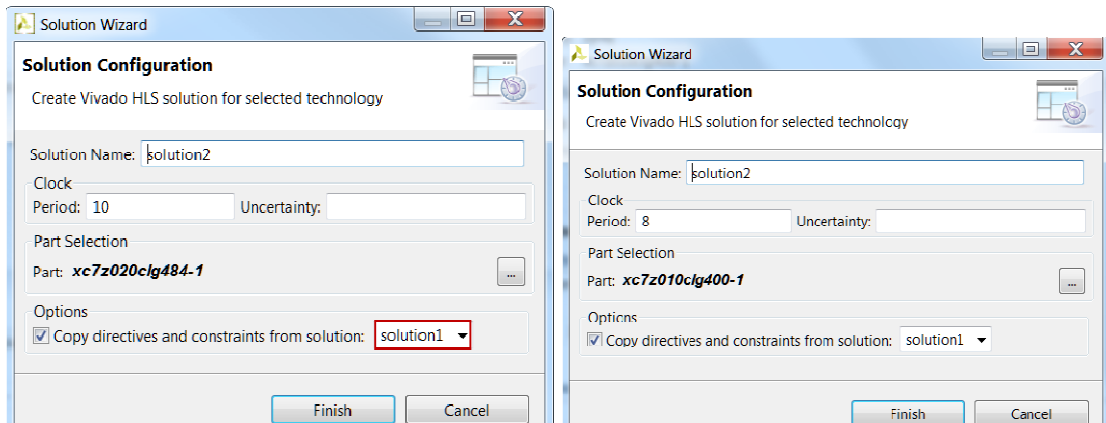 Solution Wizard
Solution Configuration
Create Vivado HLS solution for selected technology
Solution Name: solution2
Clock
Period: 10 Uncertainty:
Part Selection
Part: xc7z020clg484-1
...
Options
Copy directives and constraints from solution: solution1
Finish Cancel
Solution Wizard
Solution Configuration
Create Vivado HLS solution for selected technology
Solution Name: solution2
Clock
Period: 8 Uncertainty:
Part Selection
Part: xc7z010clg400-1
...
Options
Copy directives and constraints from solution: solution1
Finish Cancel